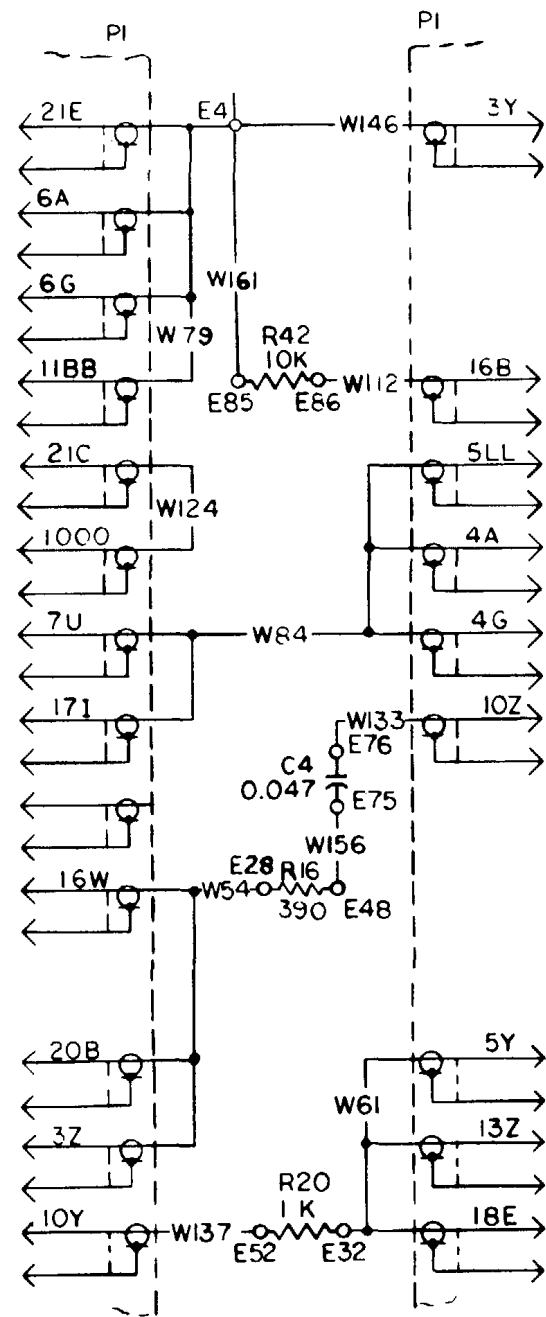 P1 P1
21E E4 W146 3Y
6A
W161
6G
W79 R42
10K
11BB W112 16B
E85 E86
21C 5LL
W124
1000 4A
7U W84 4G
17I W133 10Z
E76
C4
0.047 E75
W156
E28 R16
16W W54
390 E48
20B 5Y
W61
3Z 13Z
R20
1K
10Y W137 18E
E52 E32